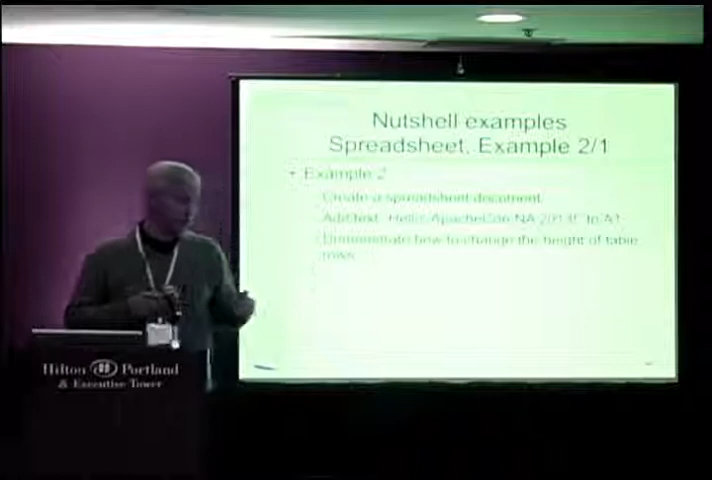 Nutshell examples
Spreadsheet, Example 2/1
Example 2
Create a spreadsheet document
Add text "Hello ApacheCon NA 2013!" to A1
Demonstrate how to change the height of table
rows
Hilton Portland
& Executive Tower